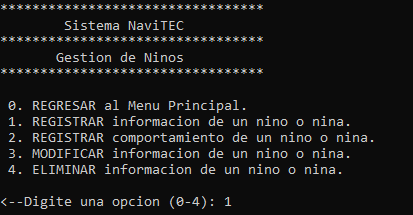 *********************************
Sistema NaviTEC
*********************************
Gestion de Ninos
*********************************
0. REGRESAR al Menu Principal.
1. REGISTRAR informacion de un nino o nina.
2. REGISTRAR comportamiento de un nino o nina.
3. MODIFICAR informacion de un nino o nina.
4. ELIMINAR informacion de un nino o nina.
<--Digite una opcion (0-4): 1